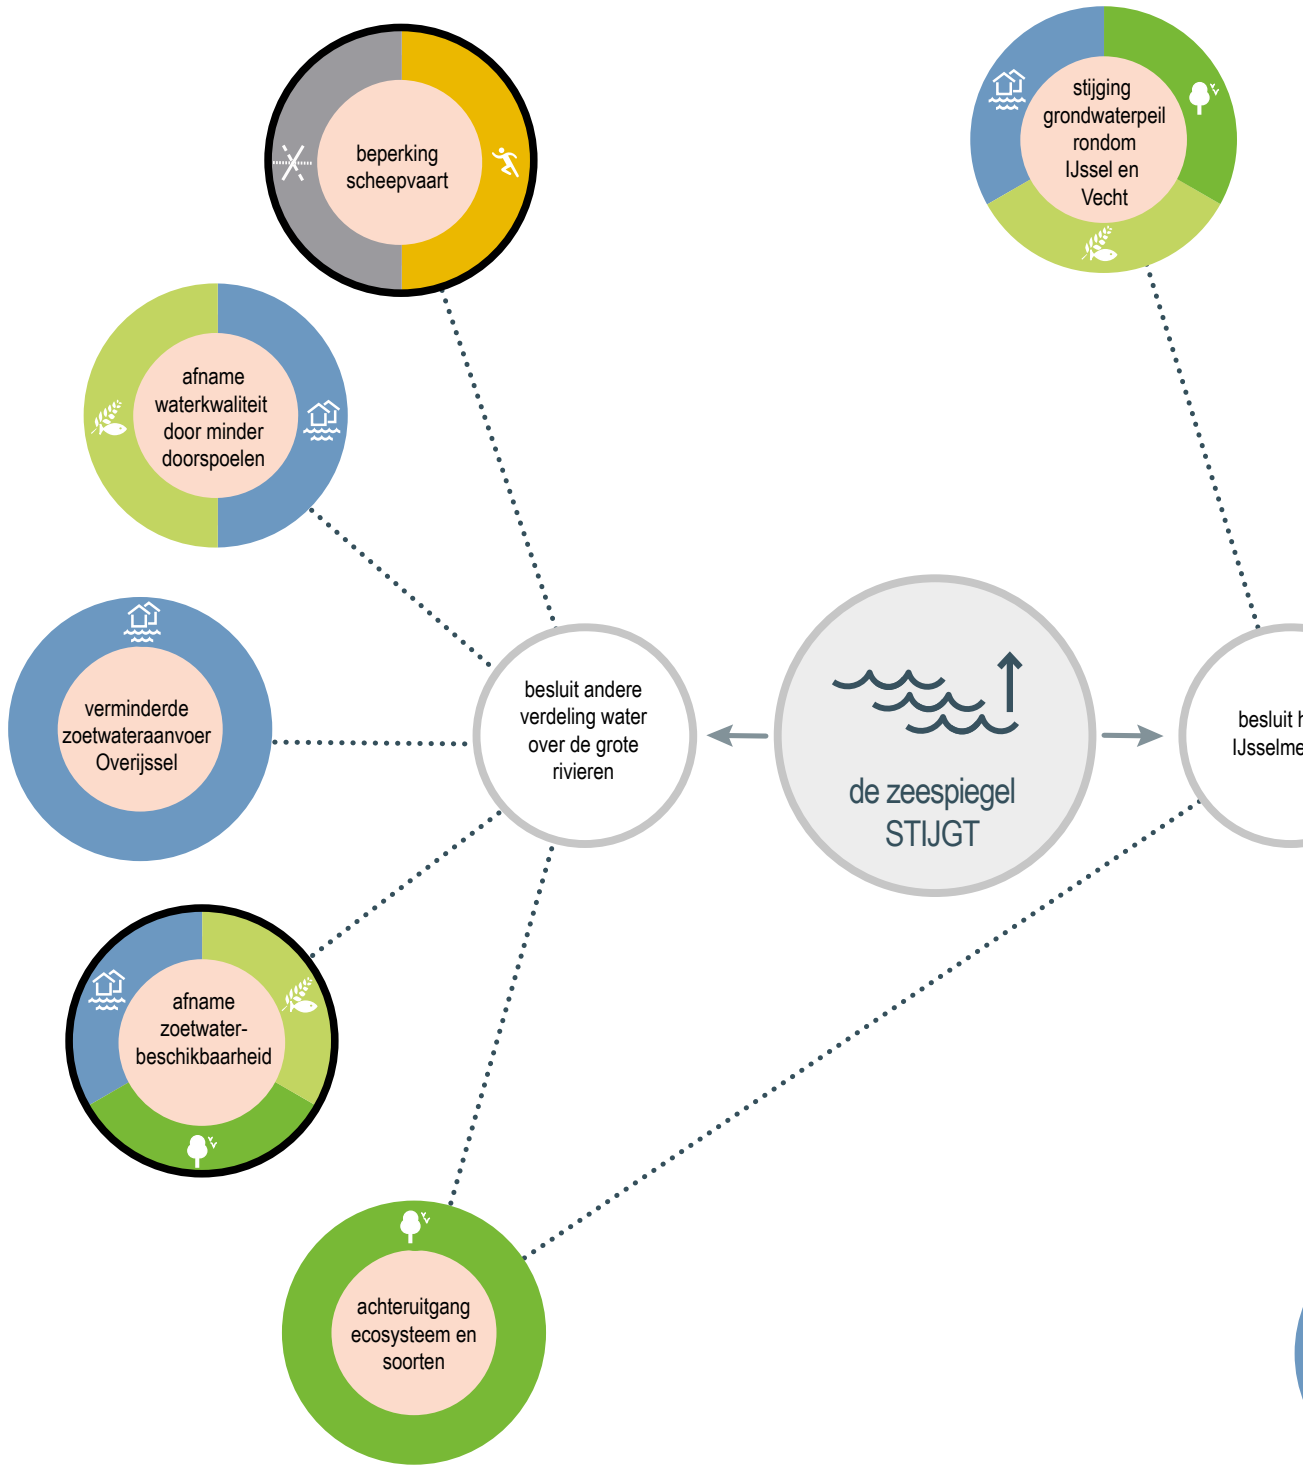 beperking
scheepvaart
stijging
grondwaterpeil
rondom
IJssel en
Vecht
afname
waterkwaliteit
door minder
doorspoelen
verminderde
zoetwateraanvoer
Overijssel
besluit andere
verdeling water
over de grote
rivieren
de zeespiegel
STIJGT
besluit
afname
zoetwater-
beschikbaarheid
achteruitgang
ecosysteem en
soorten